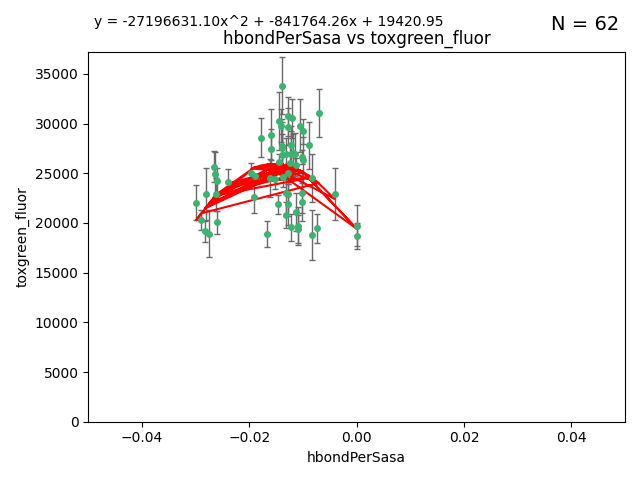 y = -27196631.10x^2 + -841764.26x + 19420.95
N = 62
hbondPerSasa vs toxgreen_fluor
35000
30000
25000
20000
15000
10000
5000
0
toxgreen_fluor
−0.04
−0.02
0.00
0.02
0.04
hbondPerSasa